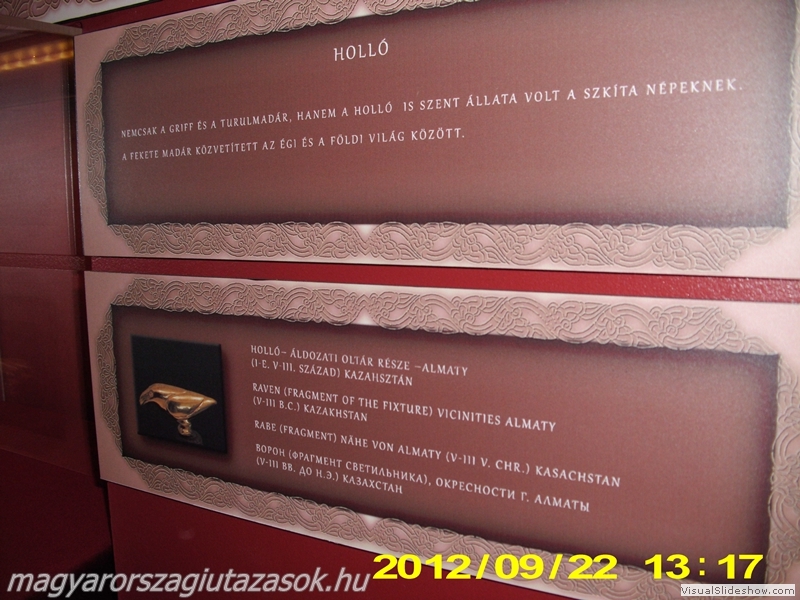 HOLLÓ
NEMCSAK A GRIFF ÉS A TURULMADÁR, HANEM A HOLLÓ IS SZENT ÁLLATA VOLT A SZKÍTA NÉPEKNEK.
A FEKETE MADÁR KÖZVETÍTETT AZ ÉGI ÉS A FÖLDI VILÁG KÖZÖTT.
HOLLÓ– ÁLDOZATI OLTÁR RÉSZE –ALMATY
(I-E. V-III. SZÁZAD) KAZAHSZTÁN
RAVEN (FRAGMENT OF THE FIXTURE) VICINITIES ALMATY
(V-III B.C.) KAZAKHSTAN
RABE (FRAGMENT) NÄHE VON ALMATY (V-III V. CHR.) KASACHSTAN
ВОРОН (ФРАГМЕНТ СВЕТИЛЬНИКА), ОКРЕСНОСТИ Г. АЛМАТЫ
(V-III ВВ. ДО Н.Э.) КАЗАХСТАН
magyarorszagiutazasok.hu
2012/09/22 13:17
VisualSlideshow.com